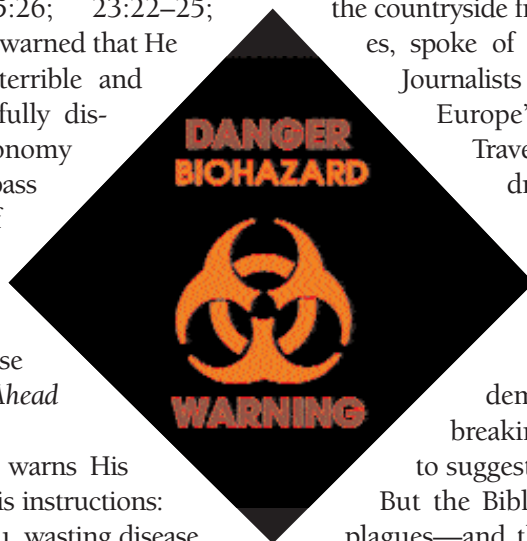 5:26; 23:22–25;
warned that He
terrible and
fully dis-
onomy
pass
se
Ahead
warns His
is instructions:
wasting disease
DANGER
BIOHAZARD
WARNING
the countryside
es, spoke of
Journalists
Europe’
Trave
dr
dem
breakin
to suggest
But the Bibl
plagues—and